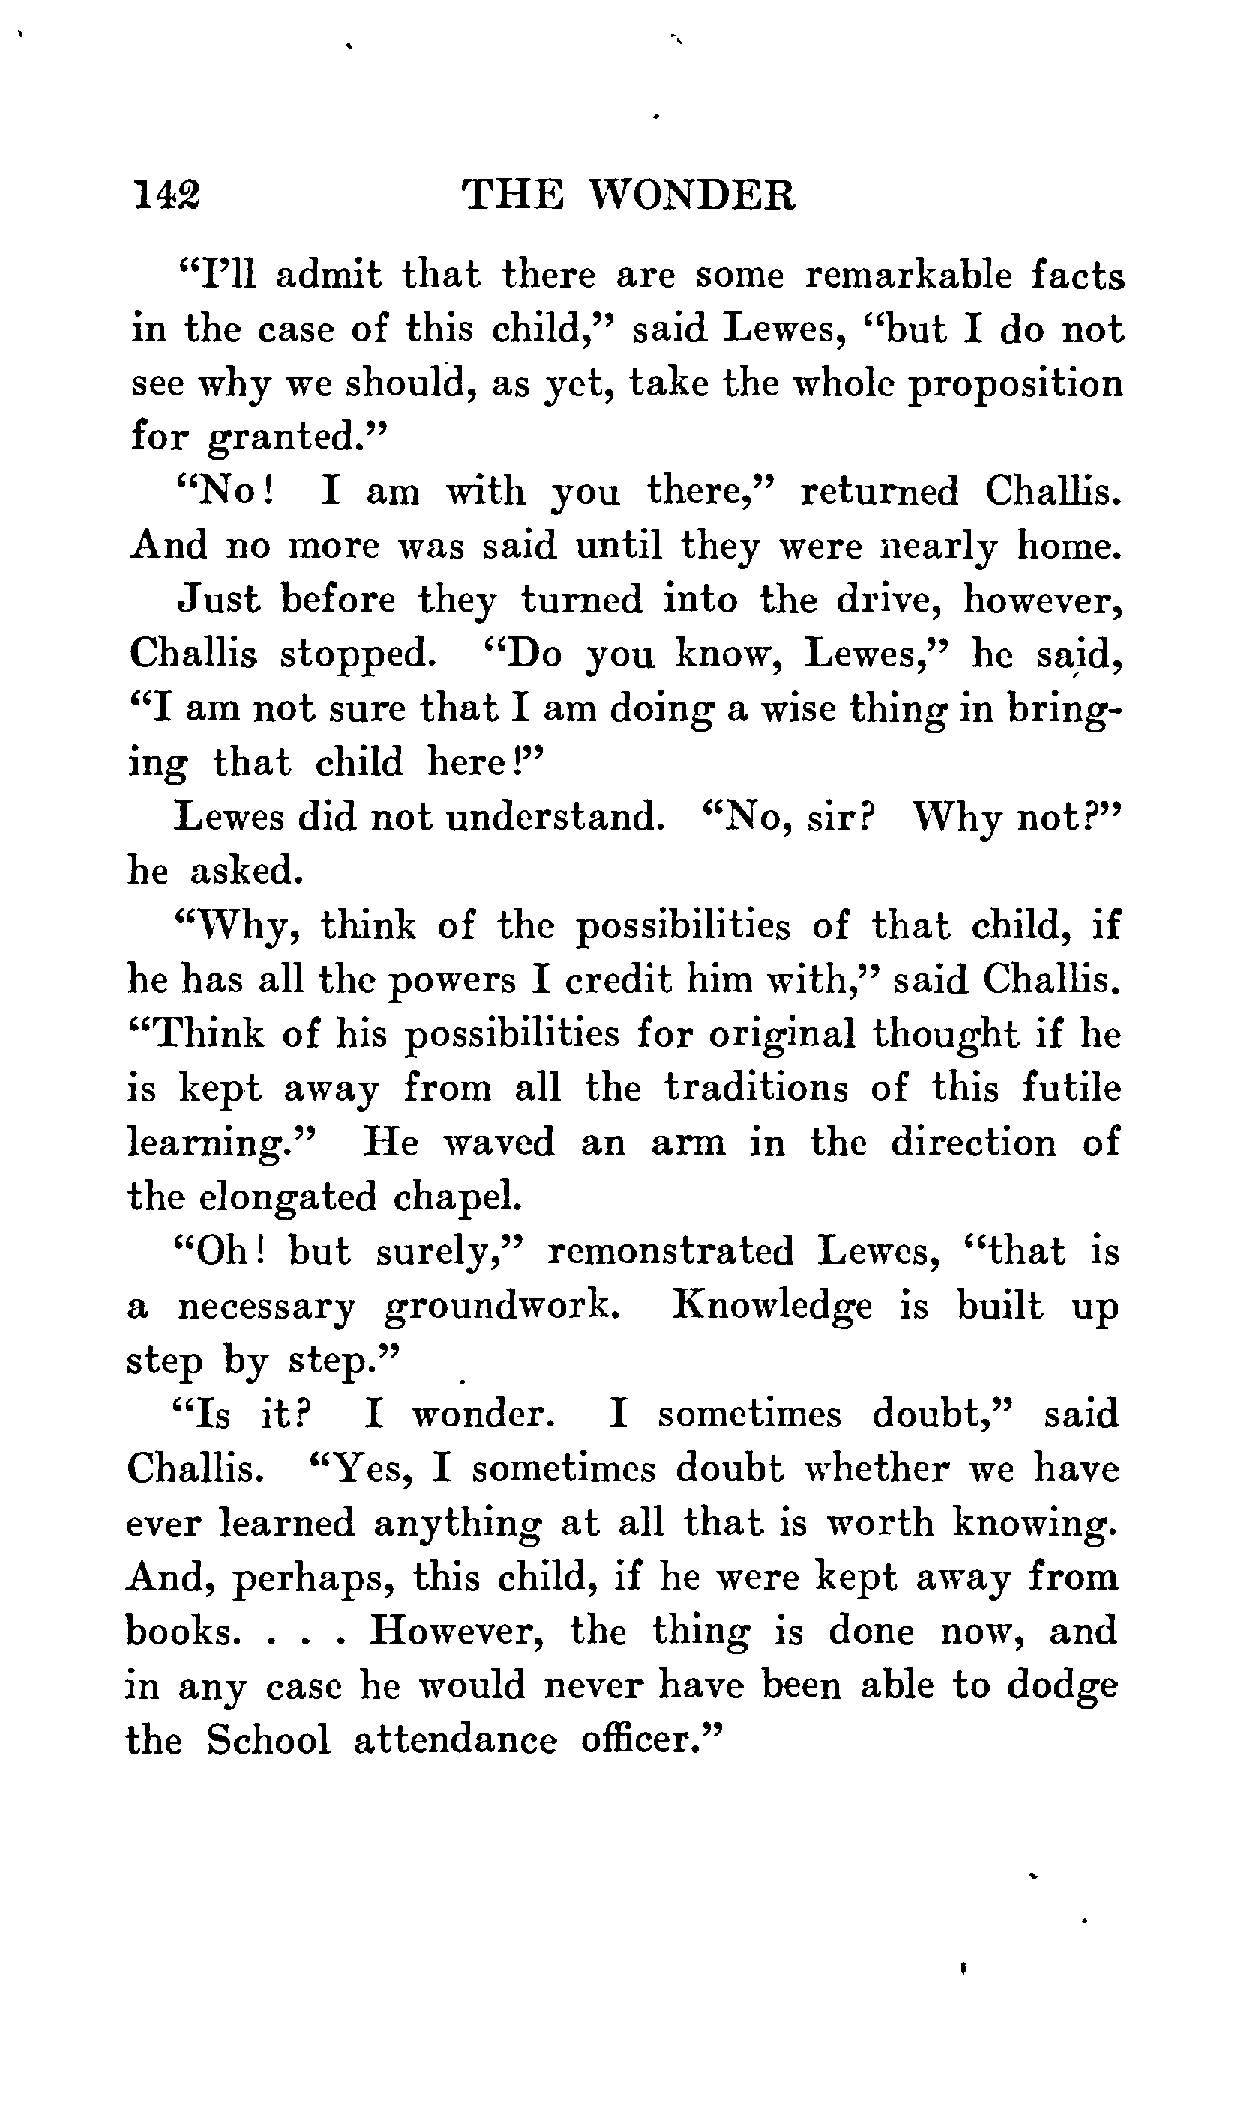 142 THE WONDER
“I’ll admit that there are some remarkable facts
in the case of this child,” said Lewes, “but I do not
see why we should, as yet, take the whole proposition
for granted.”
“No! I am with you there,” returned Challis.
And no more was said until they were nearly home.
Just before they turned into the drive, however,
Challis stopped. “Do you know, Lewes,” he said,
“I am not sure that I am doing a wise thing in bring-
ing that child here!”
Lewes did not understand. “No, sir? Why not?”
he asked.
“Why, think of the possibilities of that child, if
he has all the powers I credit him with,” said Challis.
“Think of his possibilities for original thought if he
is kept away from all the traditions of this futile
learning.” He waved an arm in the direction of
the elongated chapel.
“Oh! but surely,” remonstrated Lewes, “that is
a necessary groundwork. Knowledge is built up
step by step.”
“Is it? I wonder. I sometimes doubt,” said
Challis. “Yes, I sometimes doubt whether we have
ever learned anything at all that is worth knowing.
And, perhaps, this child, if he were kept away from
books. . . . However, the thing is done now, and
in any case he would never have been able to dodge
the School attendance officer.”